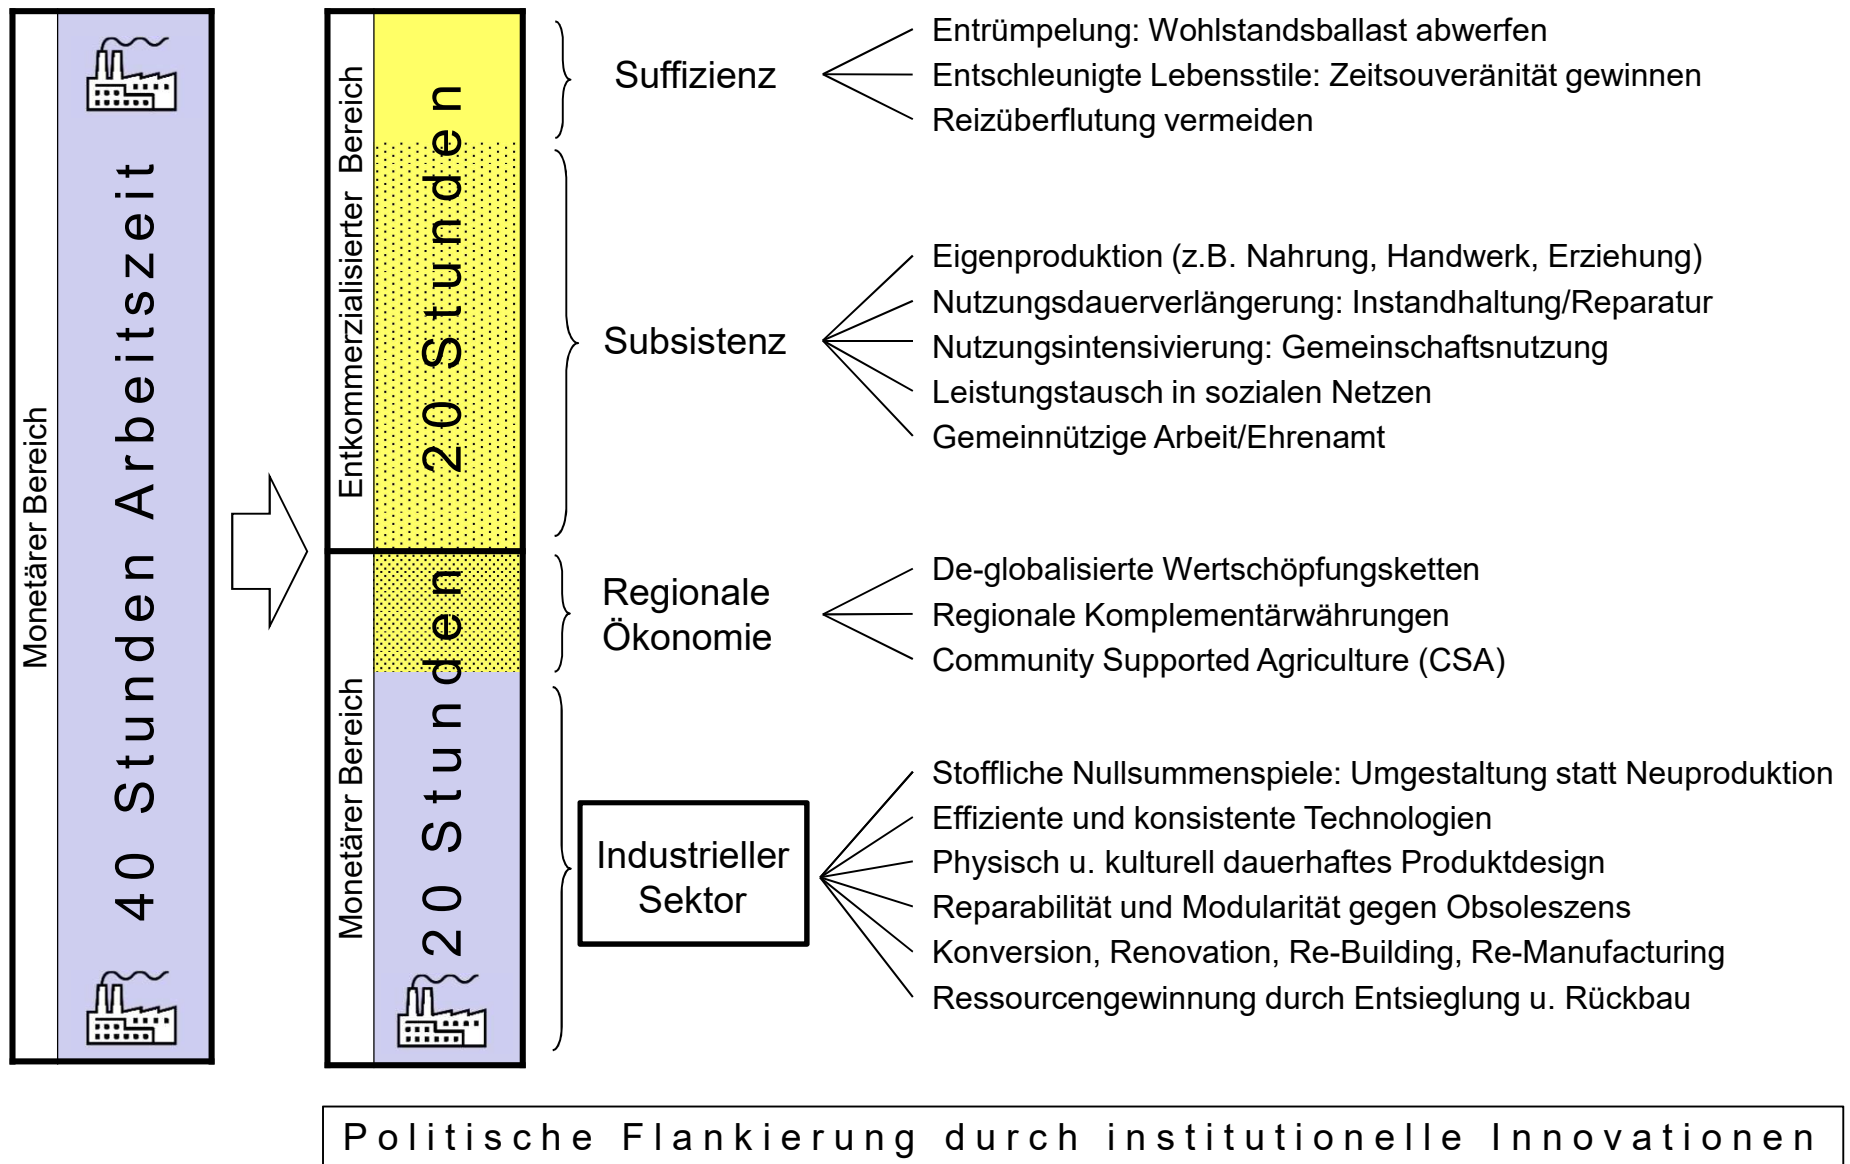 Monetärer Bereich
40 Stunden Arbeitszeit
Entkommerzialisierter Bereich
20 Stunden
Monetärer Bereich
20 Stunden
Suffizienz
Entrümpelung: Wohlstandsballast abwerfen
Entschleunigte Lebensstile: Zeitsouveränität gewinnen
Reizüberflutung vermeiden
Subsistenz
Eigenproduktion (z.B. Nahrung, Handwerk, Erziehung)
Nutzungsdauerverlängerung: Instandhaltung/Reparatur
Nutzungsintensivierung: Gemeinschaftsnutzung
Leistungstausch in sozialen Netzen
Gemeinnützige Arbeit/Ehrenamt
Regionale
Ökonomie
De-globalisierte Wertschöpfungsketten
Regionale Komplementärwährungen
Community Supported Agriculture (CSA)
Industrieller
Sektor
Stoffliche Nullsummenspiele: Umgestaltung statt Neuproduktion
Effiziente und konsistente Technologien
Physisch u. kulturell dauerhaftes Produktdesign
Reparabilität und Modularität gegen Obsoleszens
Konversion, Renovation, Re-Building, Re-Manufacturing
Ressourcengewinnung durch Entsieglung u. Rückbau
Politische Flankierung durch institutionelle Innovationen